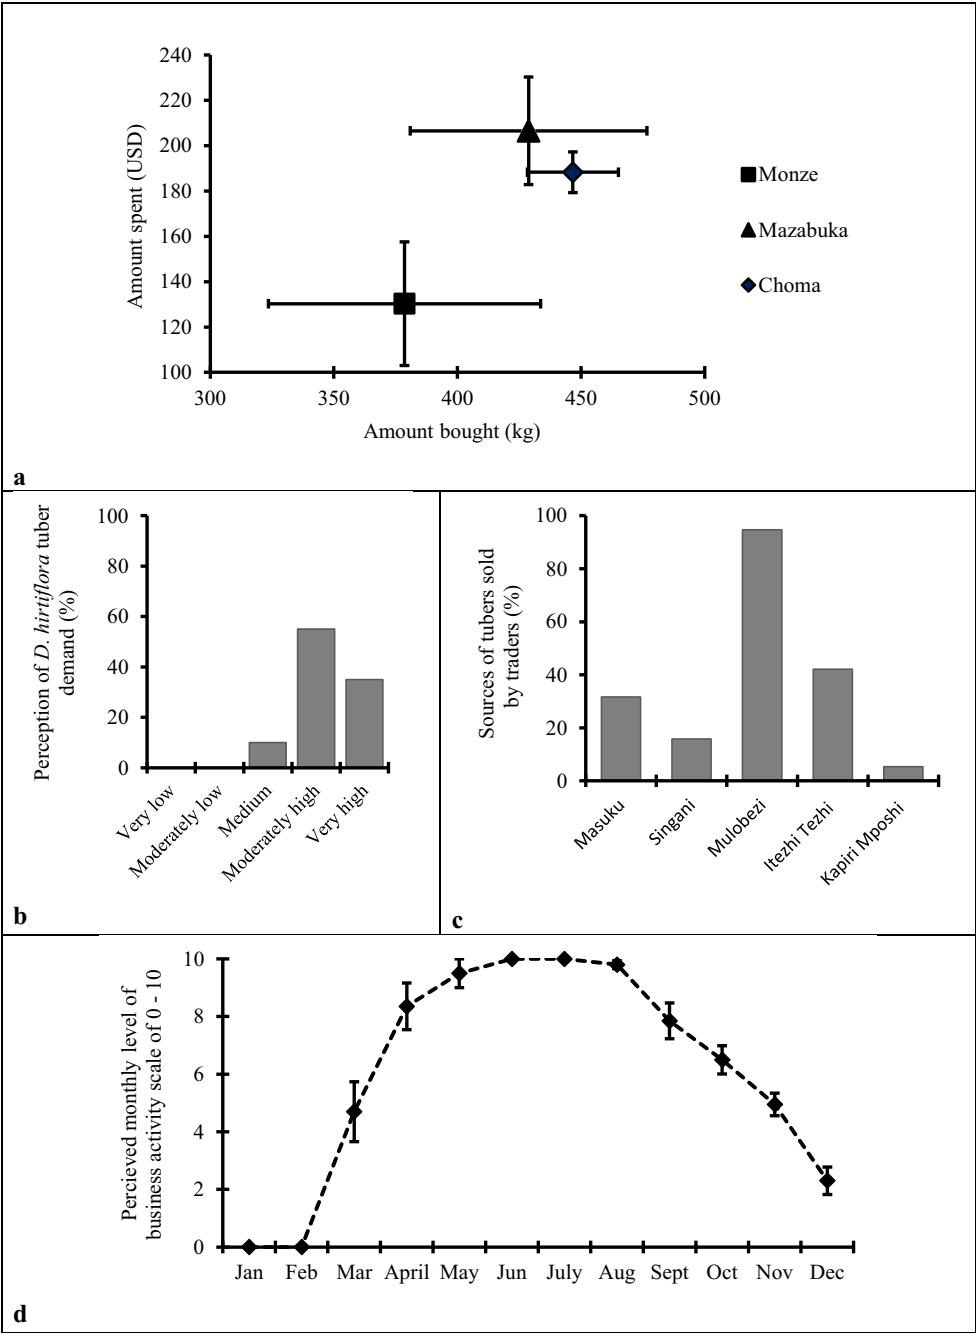 240
220
200
180
160
140
120
100
Amount spent (USD)
300 350 400 450 500
Amount bought (kg)
Monze
Mazabuka
Choma
a
Perception of D. hirtiflora tuber
demand (%)
100
80
60
40
20
0
Very low
Moderately low
Medium
Moderately high
Very high
b
Sources of tubers sold
by traders (%)
100
80
60
40
20
0
Masuku
Singani
Mulobezi
Itezhi Tezhi
Kapiri Mposhi
c
Percieved monthly level of
business activity scale of 0 - 10
10
8
6
4
2
0
Jan Feb Mar April May Jun July Aug Sept Oct Nov Dec
d